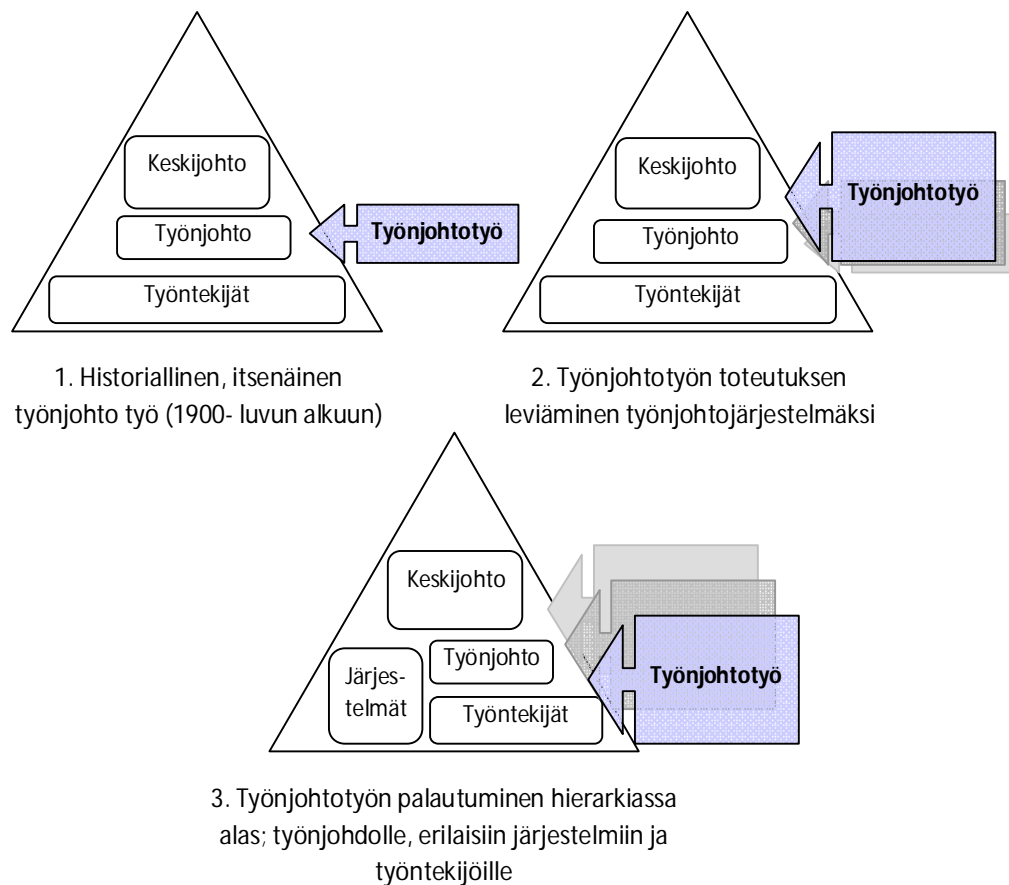 Keskijohto
Työnjohto
Työntekijät
Työnjohtotyö
1. Historiallinen, itsenäinen
työnjohto työ (1900- luvun alkuun)
Keskijohto
Työnjohto
Työntekijät
Työnjohtotyö
2. Työnjohtotyön toteutuksen
leviäminen työnjohtojärjestelmäksi
Keskijohto
Työnjohto
Järjes-
telmät
Työntekijät
Työnjohtotyö
3. Työnjohtotyön palautuminen hierarkiassa
alas; työnjohdolle, erilaisiin järjestelmiin ja
työntekijöille